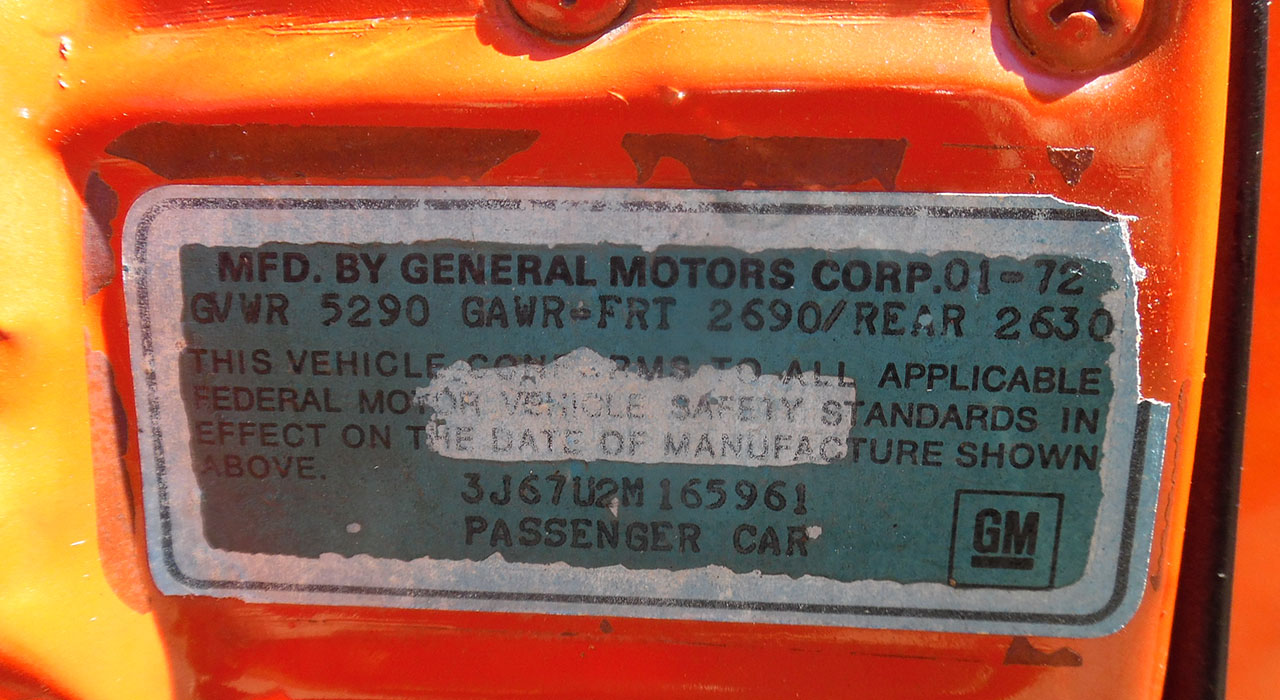 MFD. BY GENERAL MOTORS CORP. 01-72
GVWR 5290 GAWR-FRT 2690/REAR 2630
THIS VEHICLE CONFORMS TO ALL APPLICABLE
FEDERAL MOTOR VEHICLE SAFETY STANDARDS IN
EFFECT ON THE DATE OF MANUFACTURE SHOWN
ABOVE.
3J67U2M165961
PASSENGER CAR
GM